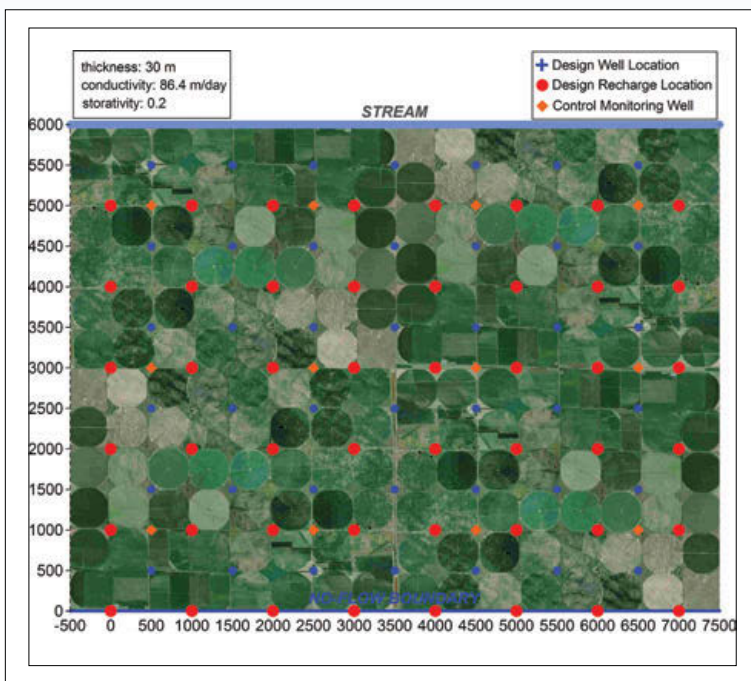 thickness: 30 m
conductivity: 86.4 m/day
storativity: 0.2
Design Well Location
Design Recharge Location
Control Monitoring Well
STREAM
6000
5500
5000
4500
4000
3500
3000
2500
2000
1500
1000
500
0
NO-FLOW BOUNDARY
-500 0 500 1000 1500 2000 2500 3000 3500 4000 4500 5000 5500 6000 6500 7000 7500